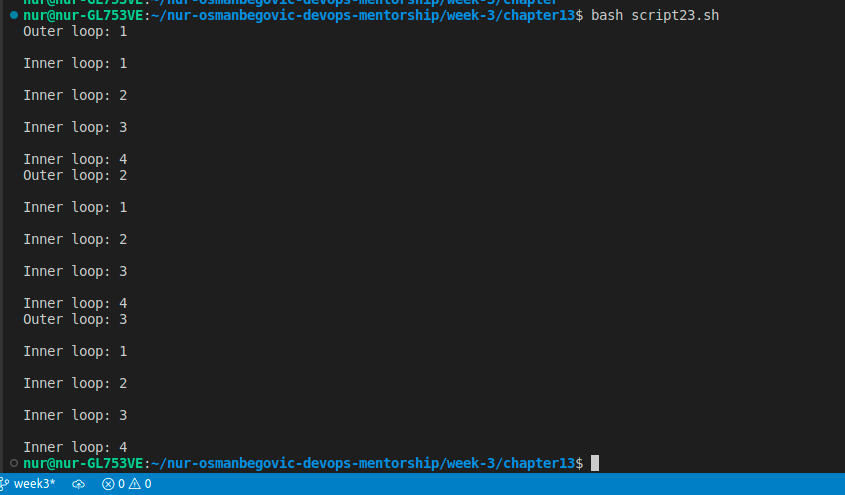 nur@nur-GL753VE:~/nur-osmanbegovic-devops-mentorship/week-3/chapter
nur@nur-GL753VE:~/nur-osmanbegovic-devops-mentorship/week-3/chapter13$ bash script23.sh
Outer loop: 1
Inner loop: 1
Inner loop: 2
Inner loop: 3
Inner loop: 4
Outer loop: 2
Inner loop: 1
Inner loop: 2
Inner loop: 3
Inner loop: 4
Outer loop: 3
Inner loop: 1
Inner loop: 2
Inner loop: 3
Inner loop: 4
nur@nur-GL753VE:~/nur-osmanbegovic-devops-mentorship/week-3/chapter13$
week3* 0 0